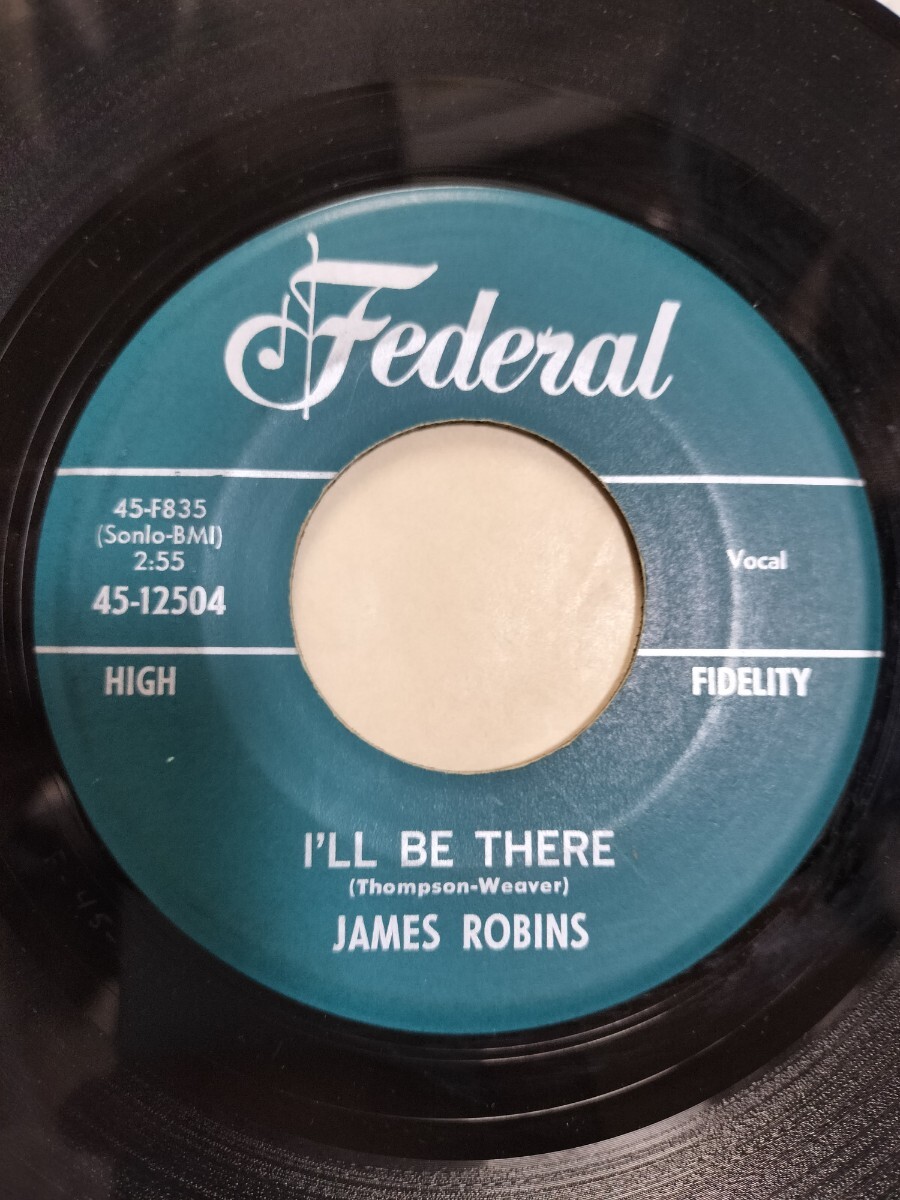 Federal
45-F835
(Sonlo-BMI)
2:55
45-12504
Vocal
HIGH FIDELITY
I'LL BE THERE
(Thompson-Weaver)
JAMES ROBINS